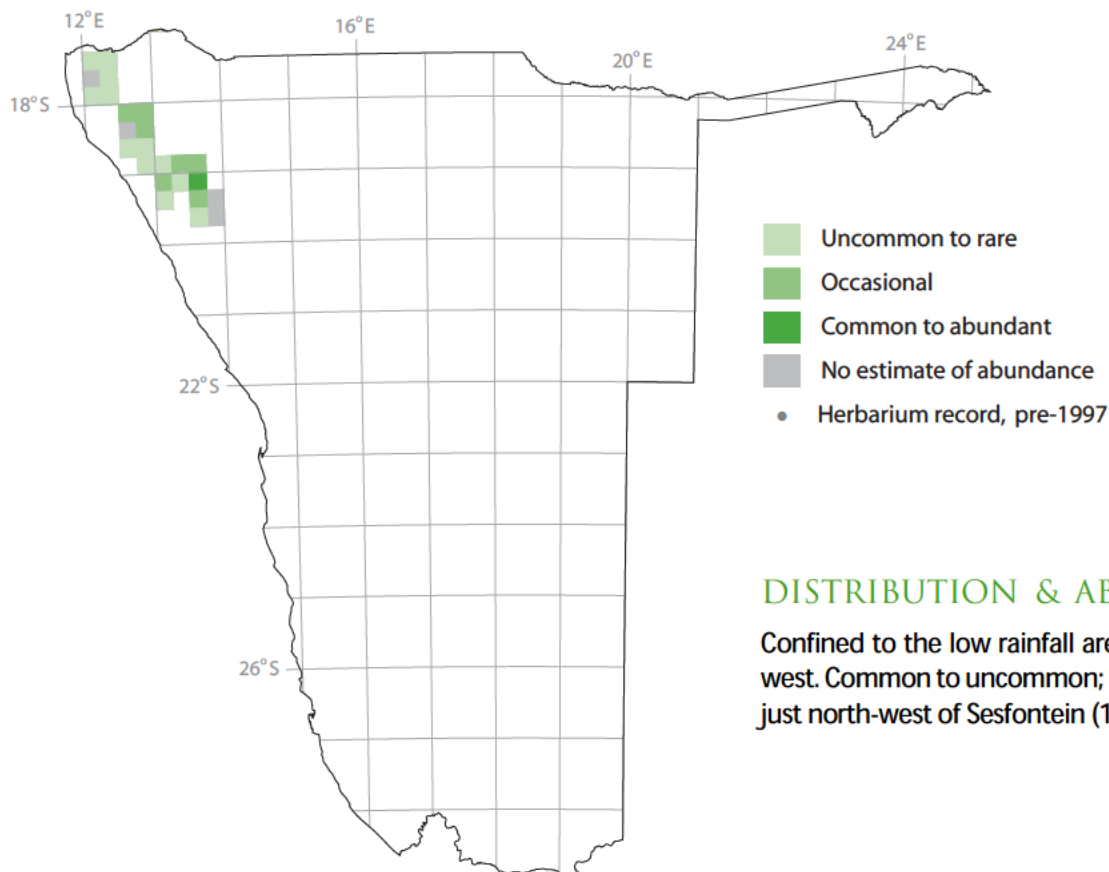 12°E
16°E
20°E
24°E
18°S
22°S
26°S
Uncommon to rare
Occasional
Common to abundant
No estimate of abundance
Herbarium record, pre-1997
DISTRIBUTION & AB
Confined to the low rainfall are
west. Common to uncommon;
just north-west of Sesfontein (1